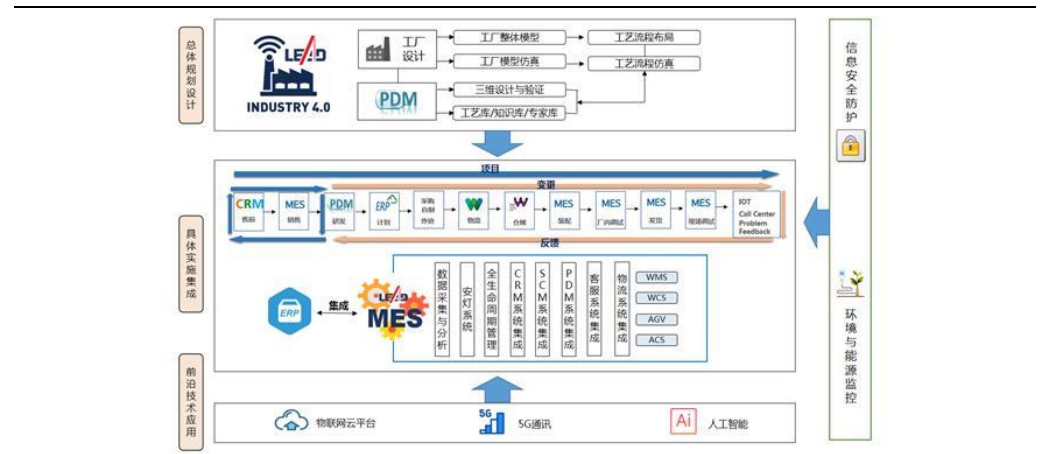 总体规划设计
LEAD
INDUSTRY 4.0
工厂设计
工厂整体模型
工艺流程布局
工厂模型仿真
工艺流程仿真
PDM
三维设计与验证
工艺库/知识库/专家库
具体实施集成
项目
变更
CRM
售前
MES
销售
PDM
研发
ERP
计划
采购
自制
外协
物流
仓储
MES
装配
MES
厂内调试
MES
发货
MES
现场调试
IOT
Call Center
Problem
Feedback
反馈
ERP
集成
LEAD
MES
数据采集与分析
安灯系统
全生命周期管理
CRM系统集成
SCM系统集成
PDM系统集成
客服系统集成
物流系统集成
WMS
WCS
AGV
ACS
前沿技术应用
物联网云平台
5G
5G通讯
Ai
人工智能
信息安全防护
环境与能源监控